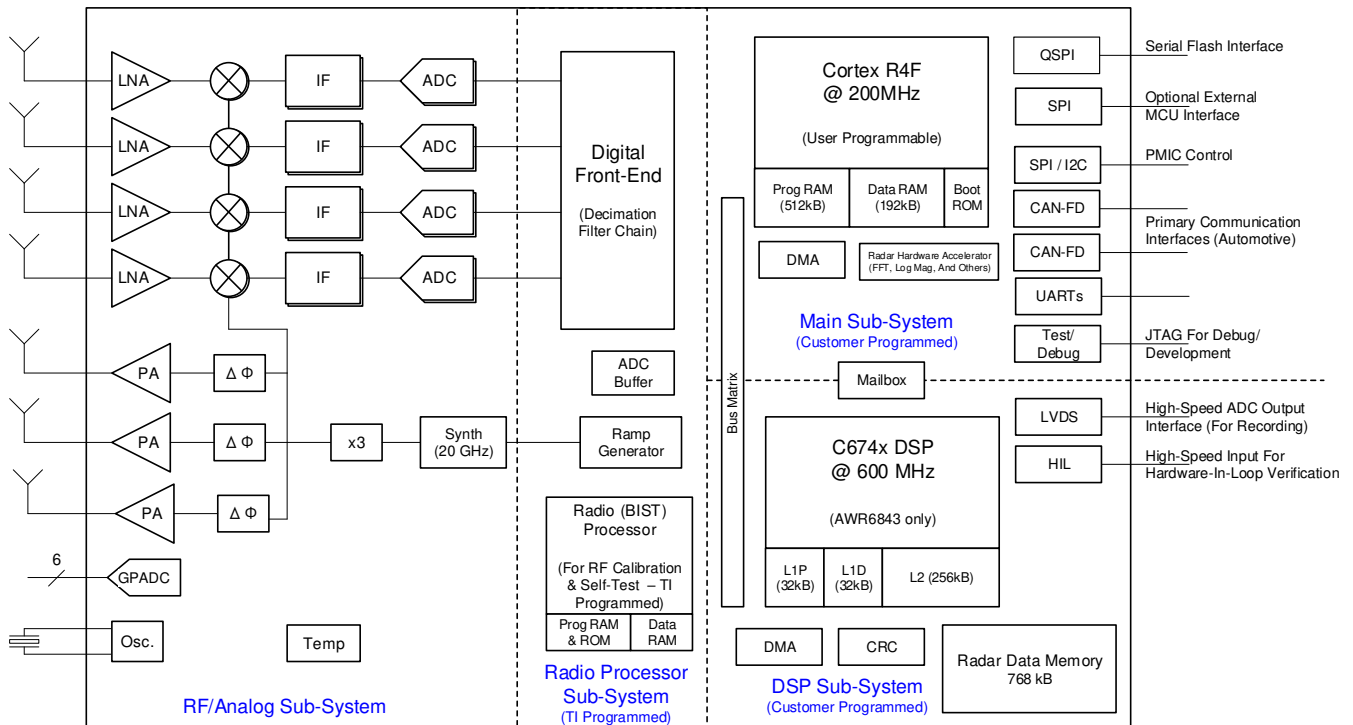 LNA
IF
ADC
LNA
IF
ADC
LNA
IF
ADC
LNA
IF
ADC
Digital
Front-End
(Decimation
Filter Chain)
PA
Δ Φ
PA
Δ Φ
PA
Δ Φ
x3
Synth
(20 GHz)
ADC
Buffer
Ramp
Generator
6
GPADC
Osc.
Temp
RF/Analog Sub-System
Radio (BIST)
Processor
(For RF Calibration
& Self-Test – TI
Programmed)
Prog RAM
& ROM
Data
RAM
Radio Processor
Sub-System
(TI Programmed)
Cortex R4F
@ 200MHz
(User Programmable)
Prog RAM
(512kB)
Data RAM
(192kB)
Boot
ROM
DMA
Radar Hardware Accelerator
(FFT, Log Mag, And Others)
Main Sub-System
(Customer Programmed)
Bus Matrix
Mailbox
C674x DSP
@ 600 MHz
(AWR6843 only)
L1P
(32kB)
L1D
(32kB)
L2 (256kB)
DMA
CRC
DSP Sub-System
(Customer Programmed)
Radar Data Memory
768 kB
QSPI
Serial Flash Interface
SPI
Optional External
MCU Interface
SPI / I2C
PMIC Control
CAN-FD
Primary Communication
Interfaces (Automotive)
CAN-FD
UARTs
Test/
Debug
JTAG For Debug/
Development
LVDS
High-Speed ADC Output
Interface (For Recording)
HIL
High-Speed Input For
Hardware-In-Loop Verification